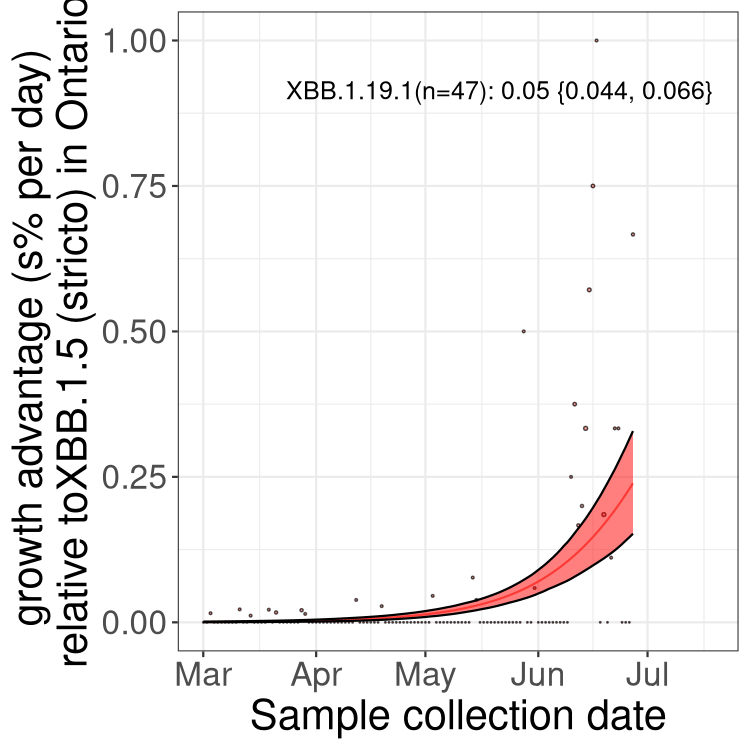 growth advantage (s% per day)
relative toXBB.1.5 (stricto) in Ontario
1.00
0.75
0.50
0.25
0.00
XBB.1.19.1(n=47): 0.05 {0.044, 0.066}
Mar Apr May Jun Jul
Sample collection date